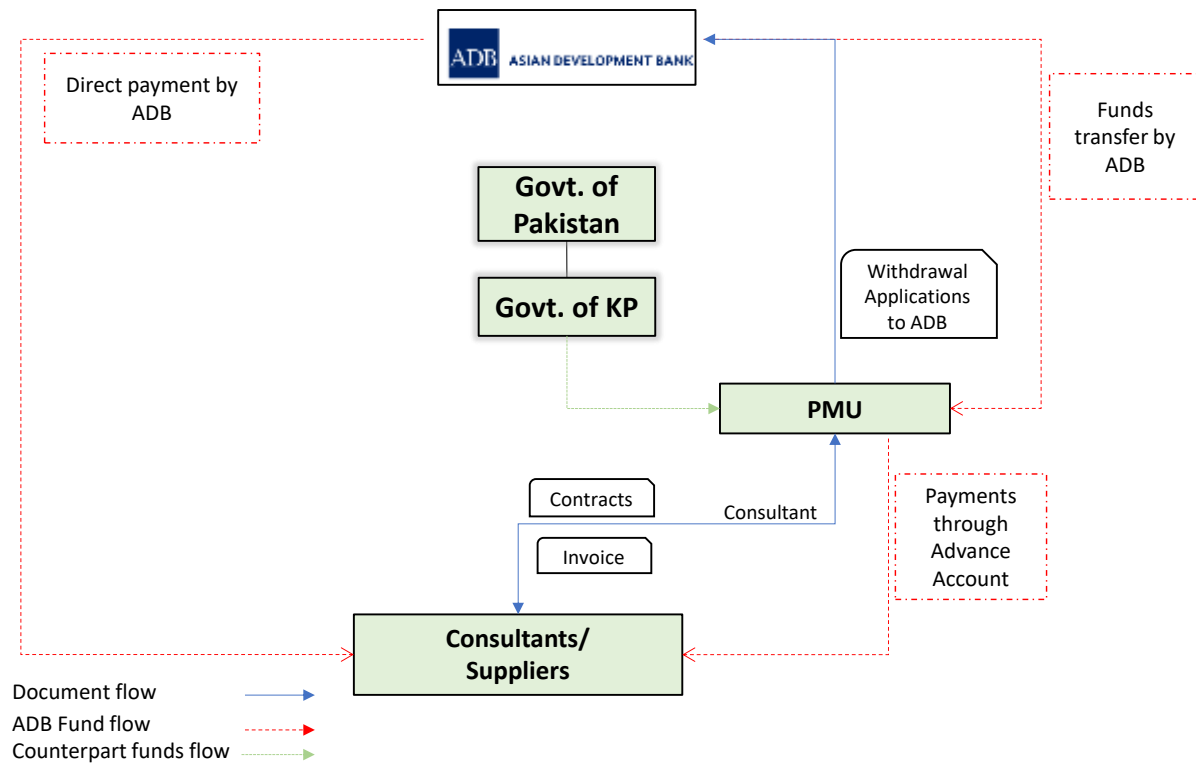 ADB ASIAN DEVELOPMENT BANK
Direct payment by
ADB
Funds
transfer by
ADB
Govt. of
Pakistan
Govt. of KP
Withdrawal
Applications
to ADB
PMU
Contracts
Consultant
Invoice
Payments
through
Advance
Account
Consultants/
Suppliers
Document flow
ADB Fund flow
Counterpart funds flow